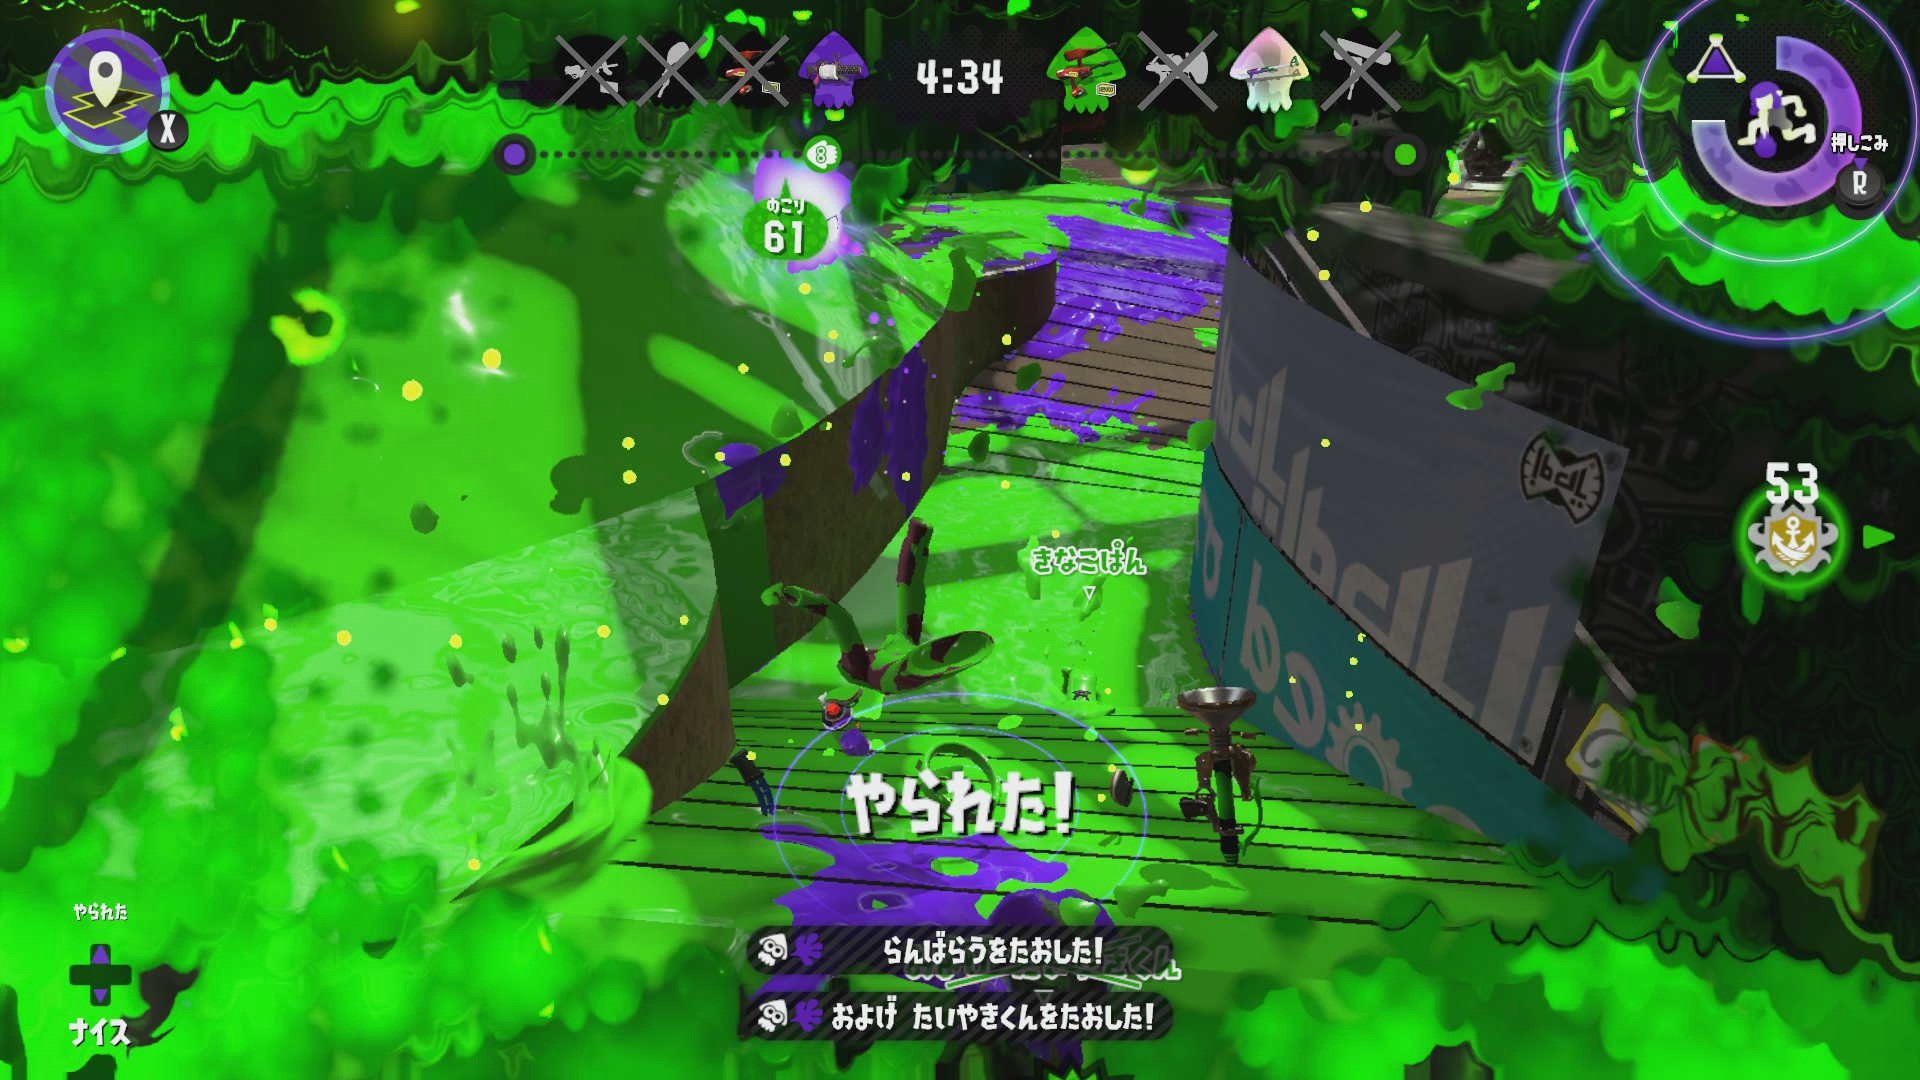 X
4:34
押しこみ
R
のこり
61
53
きなこぱん
やられた!
やられた
ナイス
らんばらうをたおした!
およげ たいやきくんをたおした!